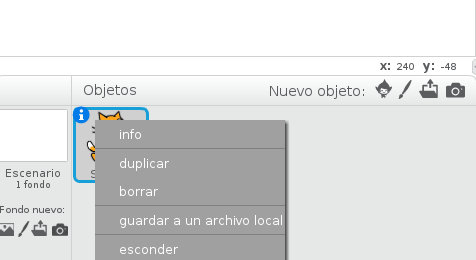 x: 240 y: -48
Objetos
Nuevo objeto:
info
duplicar
borrar
guardar a un archivo local
esconder
Escenario
1 fondo
Fondo nuevo: